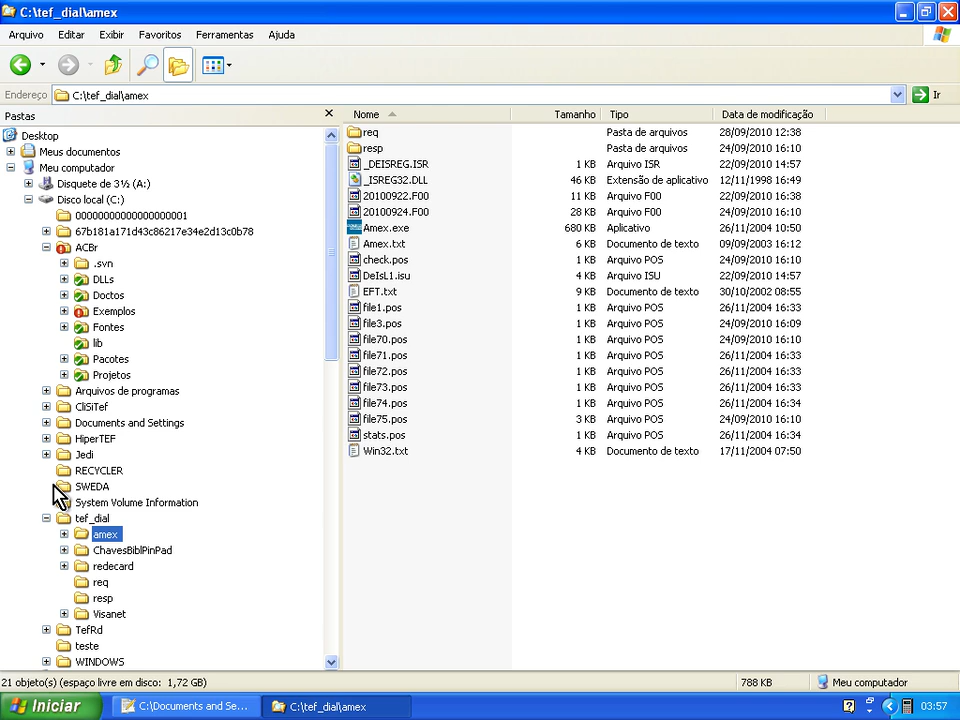 C:\tef_dial\amex
Arquivo Editar Exibir Favoritos Ferramentas Ajuda
Endereço C:\tef_dial\amex Ir
Pastas
Desktop
Meus documentos
Meu computador
Disquete de 3½ (A:)
Disco local (C:)
00000000000000000001
67b181a171d43c86217e34e2d13c0b78
ACBr
.svn
DLLs
Doctos
Exemplos
Fontes
lib
Pacotes
Projetos
Arquivos de programas
CliSiTef
Documents and Settings
HiperTEF
Jedi
RECYCLER
SWEDA
System Volume Information
tef_dial
amex
ChavesBiblPinPad
redecard
req
resp
Visanet
TefRd
teste
WINDOWS
Nome Tamanho Tipo Data de modificação
req Pasta de arquivos 28/09/2010 12:38
resp Pasta de arquivos 24/09/2010 16:10
_DEISREG.ISR 1 KB Arquivo ISR 22/09/2010 14:57
_ISREG32.DLL 46 KB Extensão de aplicativo 12/11/1998 16:49
20100922.F00 11 KB Arquivo F00 22/09/2010 16:38
20100924.F00 28 KB Arquivo F00 24/09/2010 16:10
Amex.exe 680 KB Aplicativo 26/11/2004 10:50
Amex.txt 6 KB Documento de texto 09/09/2003 16:12
check.pos 1 KB Arquivo POS 24/09/2010 16:10
DeIsL1.isu 4 KB Arquivo ISU 22/09/2010 14:57
EFT.txt 9 KB Documento de texto 30/10/2002 08:55
file1.pos 1 KB Arquivo POS 26/11/2004 16:33
file3.pos 1 KB Arquivo POS 24/09/2010 16:09
file70.pos 1 KB Arquivo POS 24/09/2010 16:10
file71.pos 1 KB Arquivo POS 26/11/2004 16:33
file72.pos 1 KB Arquivo POS 26/11/2004 16:33
file73.pos 1 KB Arquivo POS 26/11/2004 16:33
file74.pos 1 KB Arquivo POS 26/11/2004 16:34
file75.pos 3 KB Arquivo POS 24/09/2010 16:10
stats.pos 1 KB Arquivo POS 26/11/2004 16:34
Win32.txt 4 KB Documento de texto 17/11/2004 07:50
21 objeto(s) (espaço livre em disco: 1,72 GB) 788 KB Meu computador
Iniciar C:\Documents and Se... C:\tef_dial\amex 03:57